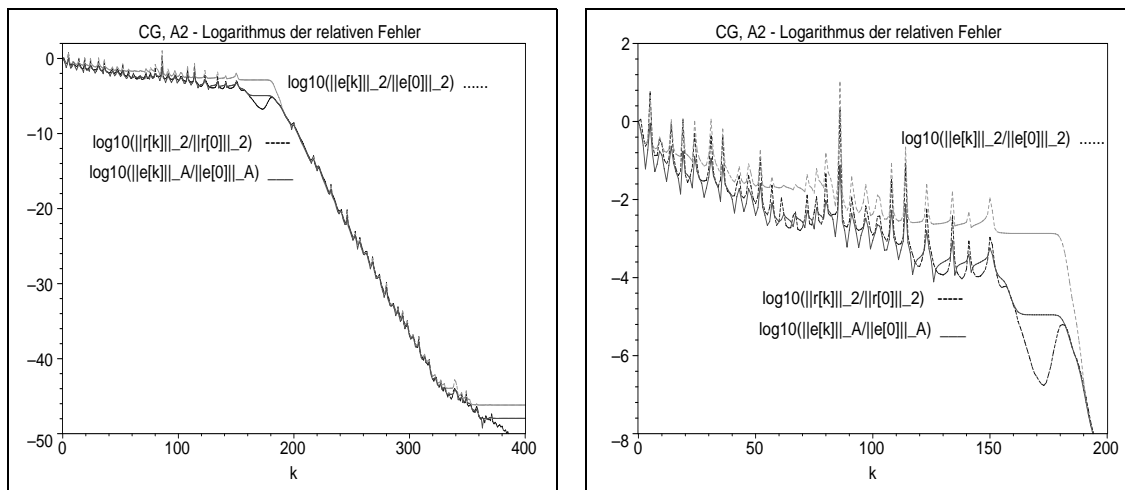 CG, A2 - Logarithmus der relativen Fehler
0
−10
−20
−30
−40
−50
0
100
200
300
400
k
log10(||e[k]||_2/||e[0]||_2) ......
log10(||r[k]||_2/||r[0]||_2) -----
log10(||e[k]||_A/||e[0]||_A) ___
CG, A2 - Logarithmus der relativen Fehler
2
0
−2
−4
−6
−8
0
50
100
150
200
k
log10(||e[k]||_2/||e[0]||_2) ......
log10(||r[k]||_2/||r[0]||_2) -----
log10(||e[k]||_A/||e[0]||_A) ___